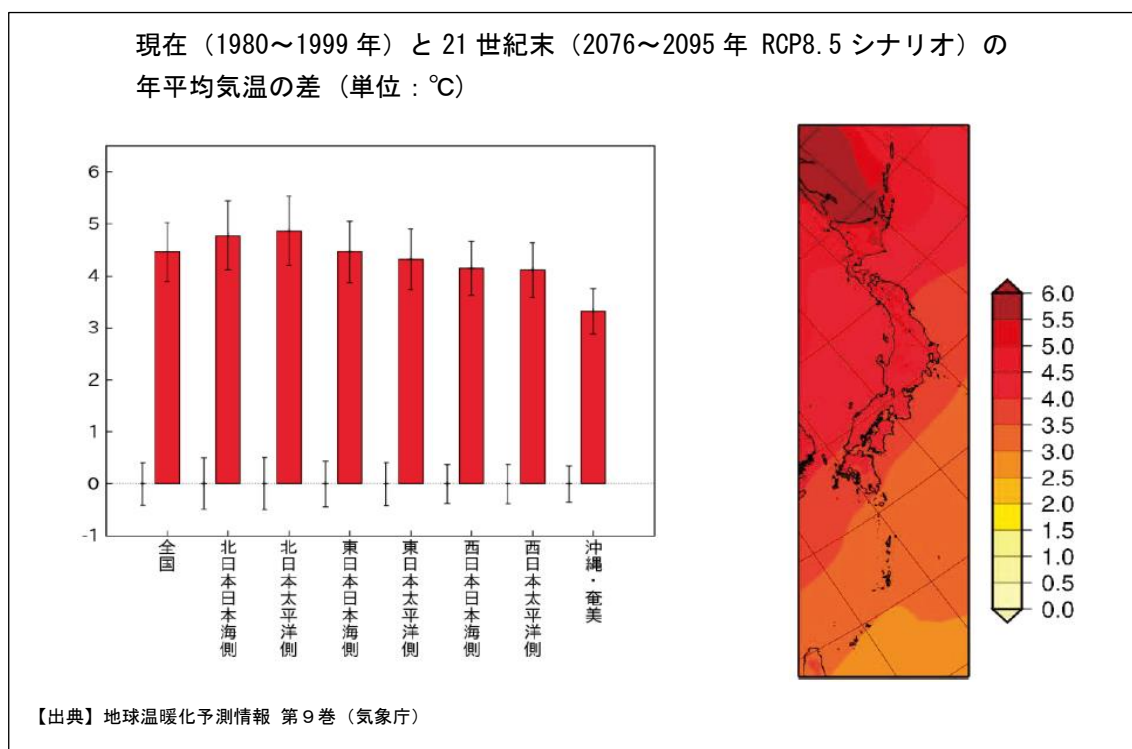 現在（1980～1999 年）と 21 世紀末（2076～2095 年 RCP8.5 シナリオ）の
年平均気温の差（単位：℃）
6
5
4
3
2
1
0
-1
全国
北日本日本海側
北日本太平洋側
東日本日本海側
東日本太平洋側
西日本日本海側
西日本太平洋側
沖縄・奄美
6.0
5.5
5.0
4.5
4.0
3.0
2.5
2.0
1.5
1.0
0.5
0.0
【出典】地球温暖化予測情報 第９巻（気象庁）